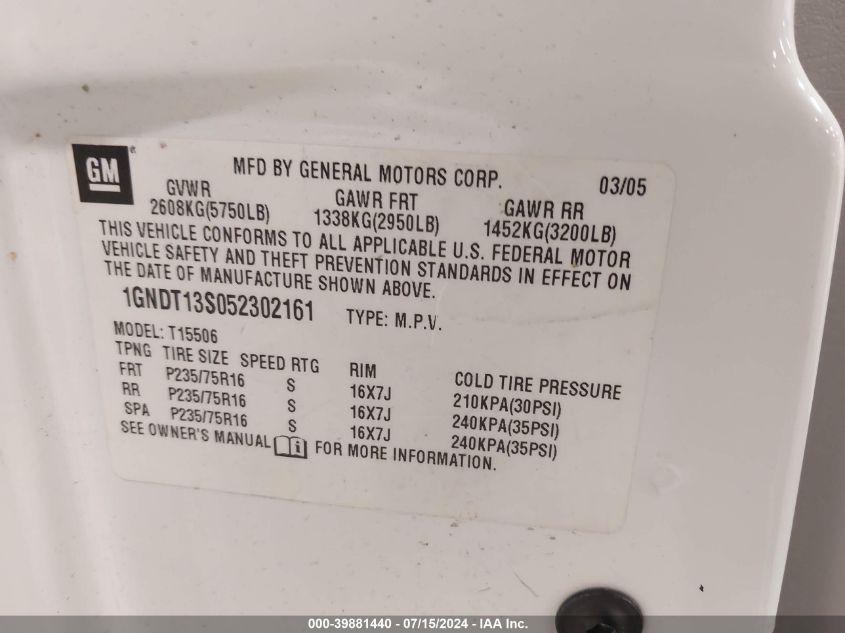 GM
MFD BY GENERAL MOTORS CORP. 03/05
GVWR GAWR FRT GAWR RR
2608KG(5750LB) 1338KG(2950LB) 1452KG(3200LB)
THIS VEHICLE CONFORMS TO ALL APPLICABLE U.S. FEDERAL MOTOR
VEHICLE SAFETY AND THEFT PREVENTION STANDARDS IN EFFECT ON
THE DATE OF MANUFACTURE SHOWN ABOVE.
1GNDT13S052302161 TYPE: M.P.V.
MODEL: T15506
TPNG TIRE SIZE SPEED RTG RIM COLD TIRE PRESSURE
FRT P235/75R16 S 16X7J 210KPA(30PSI)
RR P235/75R16 S 16X7J 240KPA(35PSI)
SPA P235/75R16 S 16X7J 240KPA(35PSI)
SEE OWNER'S MANUAL FOR MORE INFORMATION.
000-39881440 - 07/15/2024 - IAA Inc.